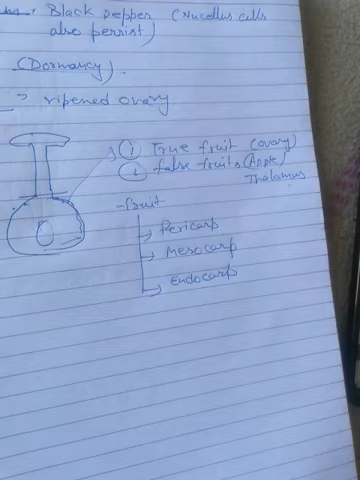 Black pepper (Nucellus cells
also persist)
(Dormancy).
→ ripened ovary
① True fruit (ovary)
② false fruits (Apple/
Thalamus
fruit
→ Pericarp
→ Mesocarp
→ Endocarp